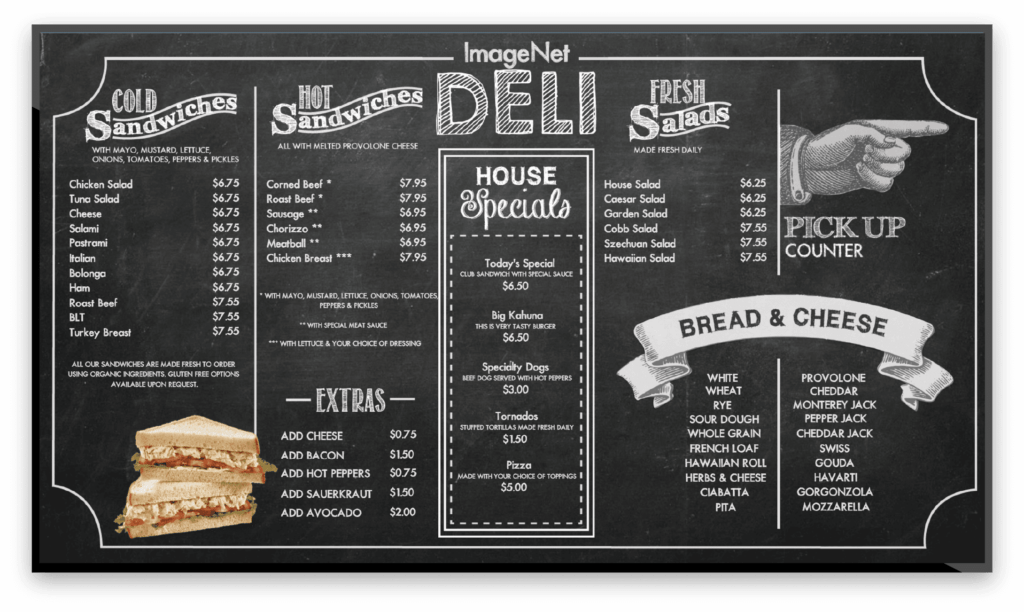 ImageNet
DELI
COLD
Sandwiches
WITH MAYO, MUSTARD, LETTUCE,
ONIONS, TOMATOES, PEPPERS & PICKLES
Chicken Salad $6.75
Tuna Salad $6.75
Cheese $6.75
Salami $6.75
Pastrami $6.75
Italian $6.75
Bolonga $6.75
Ham $6.75
Roast Beef $7.55
BLT $7.55
Turkey Breast $7.55
ALL OUR SANDWICHES ARE MADE FRESH TO ORDER
USING ORGANIC INGREDIENTS. GLUTEN FREE OPTIONS
AVAILABLE UPON REQUEST.
HOT
Sandwiches
ALL WITH MELTED PROVOLONE CHEESE
Corned Beef * $7.95
Roast Beef * $7.95
Sausage ** $6.95
Chorizzo ** $6.95
Meatball ** $6.95
Chicken Breast *** $7.95
* WITH MAYO, MUSTARD, LETTUCE, ONIONS, TOMATOES,
PEPPERS & PICKLES
** WITH SPECIAL MEAT SAUCE
*** WITH LETTUCE & YOUR CHOICE OF DRESSING
EXTRAS
ADD CHEESE $0.75
ADD BACON $1.50
ADD HOT PEPPERS $0.75
ADD SAUERKRAUT $1.50
ADD AVOCADO $2.00
HOUSE
Specials
Today's Special
CLUB SANDWICH WITH SPECIAL SAUCE
$6.50
Big Kahuna
THIS IS VERY TASTY BURGER
$6.50
Specialty Dogs
BEEF DOG SERVED WITH HOT PEPPERS
$3.00
Tornados
STUFFED TORTILLAS MADE FRESH DAILY
$1.50
Pizza
MADE WITH YOUR CHOICE OF TOPPINGS
$5.00
FRESH
Salads
MADE FRESH DAILY
House Salad $6.25
Caesar Salad $6.25
Garden Salad $6.25
Cobb Salad $7.55
Szechuan Salad $7.55
Hawaiian Salad $7.55
PICK UP
COUNTER
BREAD & CHEESE
WHITE
WHEAT
RYE
SOUR DOUGH
WHOLE GRAIN
FRENCH LOAF
HAWAIIAN ROLL
HERBS & CHEESE
CIABATTA
PITA
PROVOLONE
CHEDDAR
MONTEREY JACK
PEPPER JACK
CHEDDAR JACK
SWISS
GOUDA
HAVARTI
GORGONZOLA
MOZZARELLA